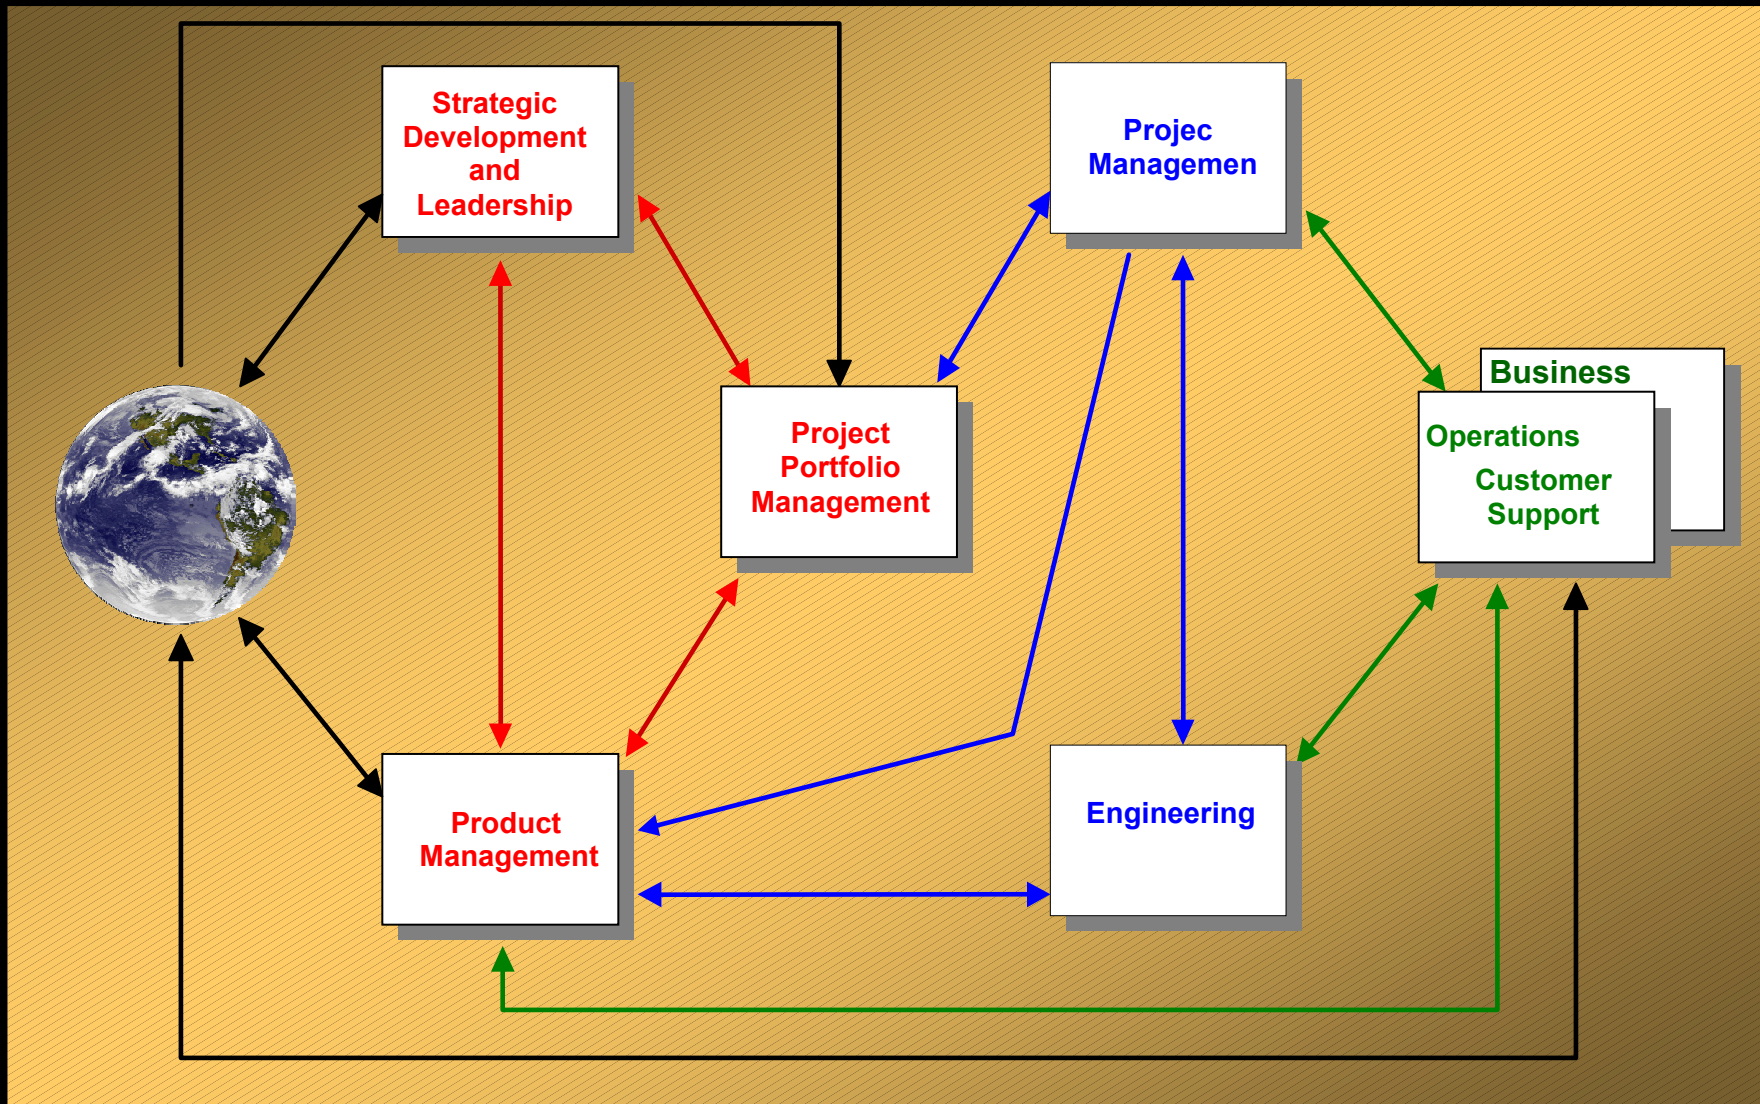 Strategic
Development
and
Leadership
Projec
Managemen
Project
Portfolio
Management
Business
Operations
Customer
Support
Product
Management
Engineering